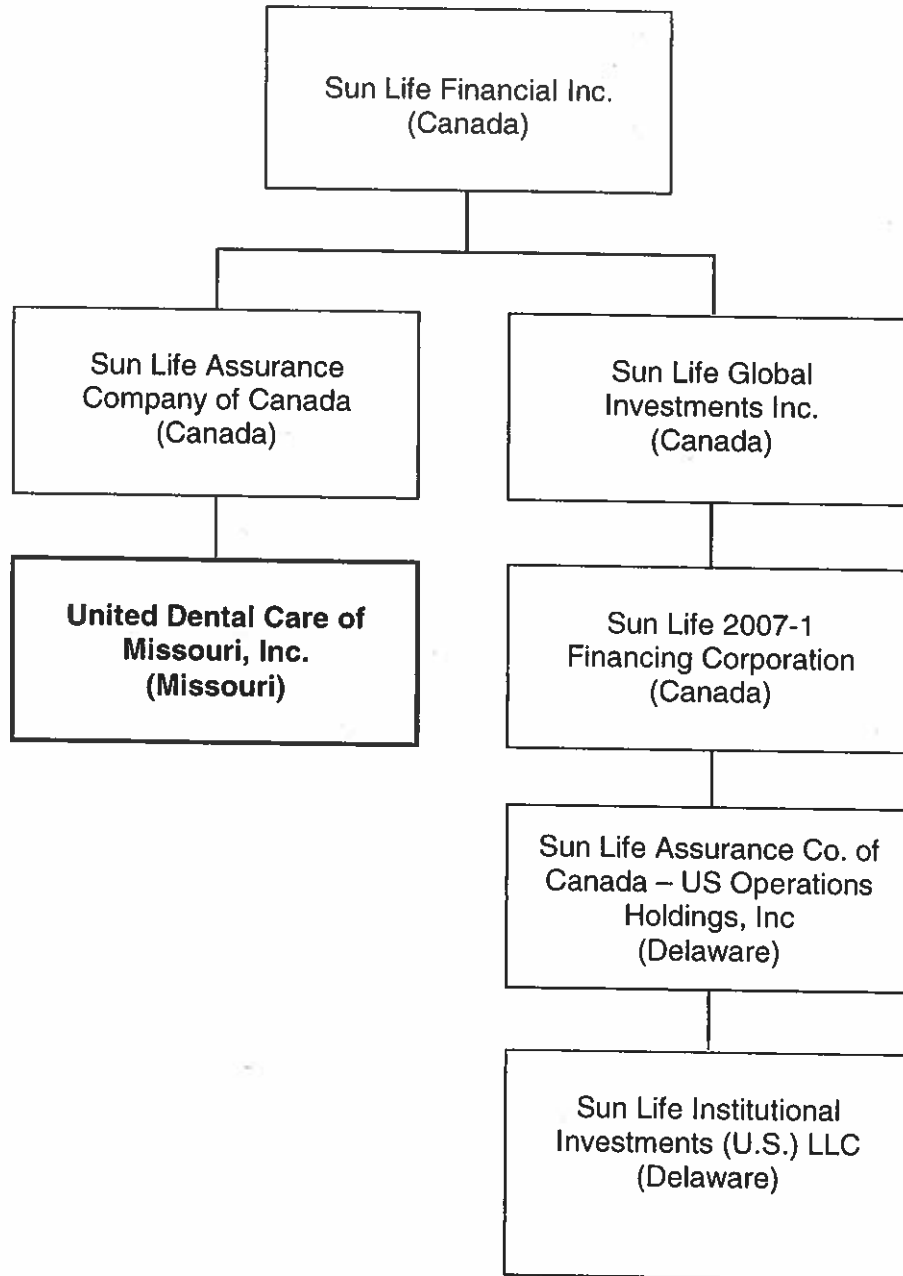 Sun Life Financial Inc.
(Canada)
Sun Life Assurance
Company of Canada
(Canada)
Sun Life Global
Investments Inc.
(Canada)
United Dental Care of
Missouri, Inc.
(Missouri)
Sun Life 2007-1
Financing Corporation
(Canada)
Sun Life Assurance Co. of
Canada – US Operations
Holdings, Inc
(Delaware)
Sun Life Institutional
Investments (U.S.) LLC
(Delaware)